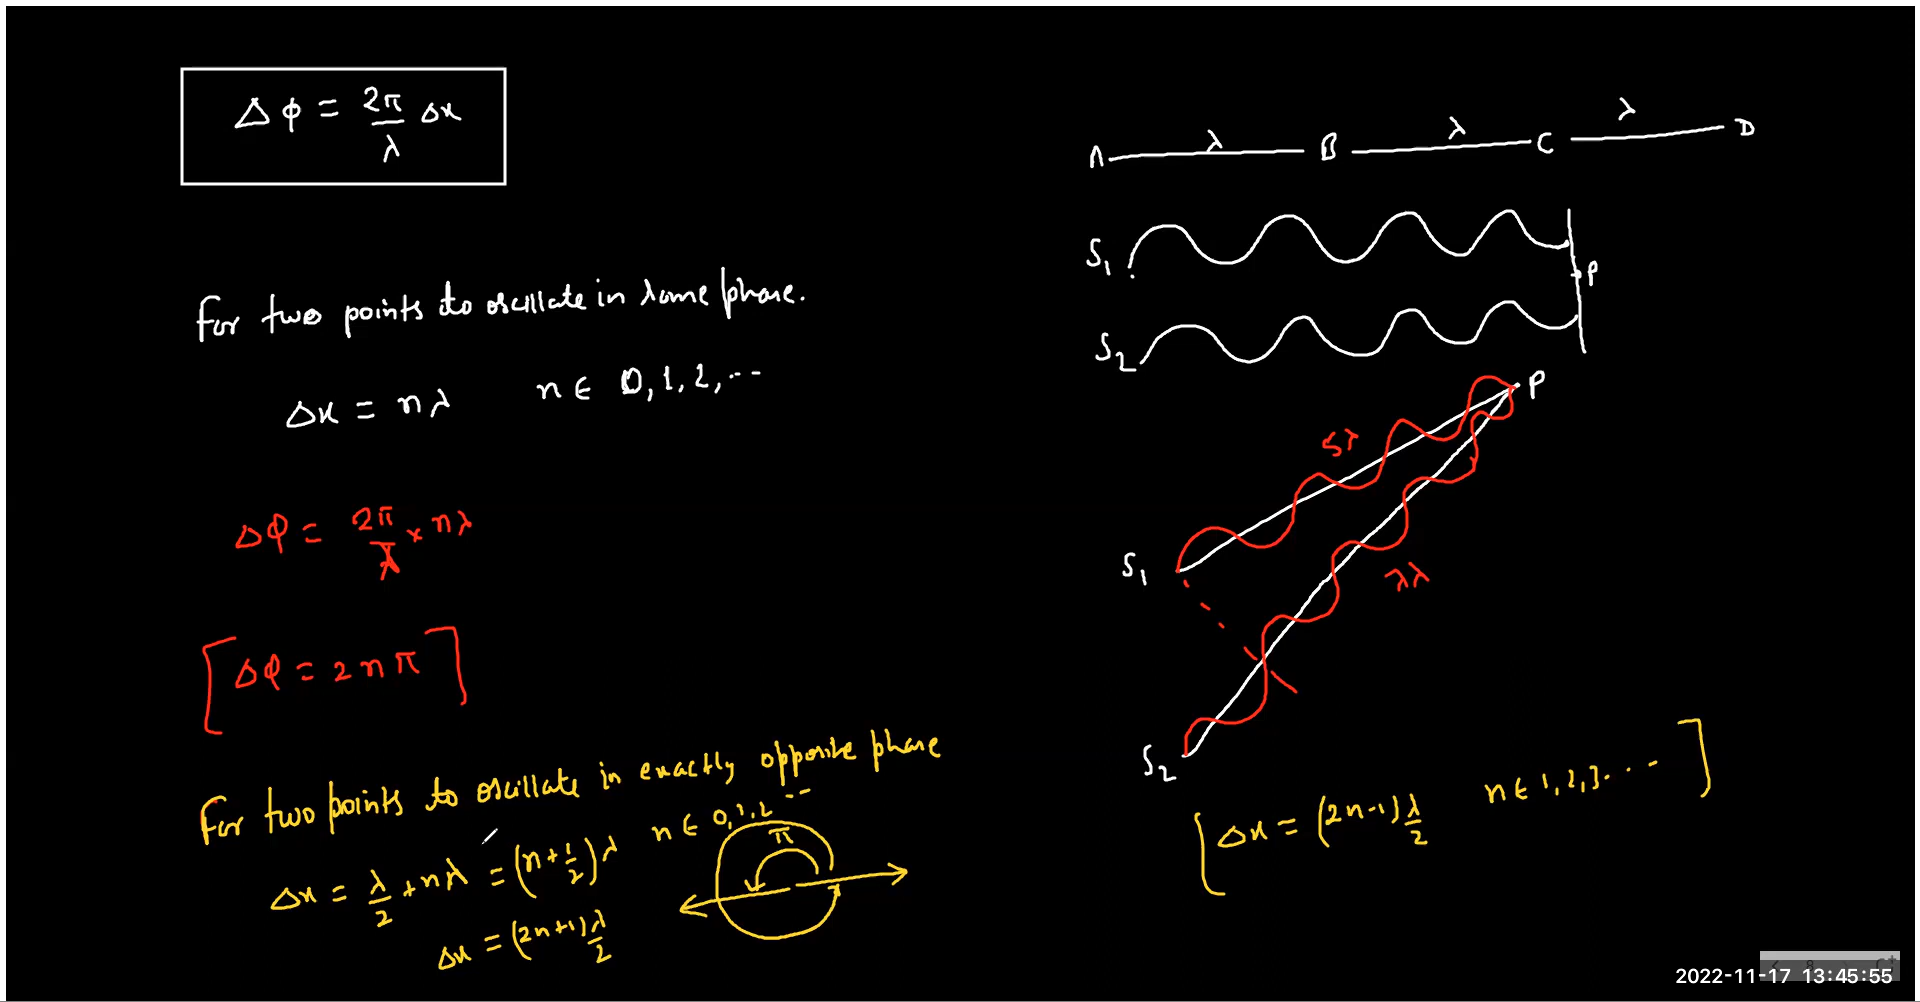 Δφ = 2π/λ Δx
For two points to oscillate in same phase.
Δx = nλ n ∈ 0, 1, 2, ...
Δφ = 2π/λ × nλ
[Δφ = 2nπ]
For two points to oscillate in exactly opposite phase
Δx = λ/2 + nλ = (n + 1/2)λ n ∈ 0, 1, 2 --
π
Δx = (2n+1)λ/2
A λ B λ C λ D
S₁
P
S₂
P
5λ
S₁
λλ
S₂
[Δx = (2n-1)λ/2 n ∈ 1, 2, 3 . . . -]
2022-11-17 13:45:55